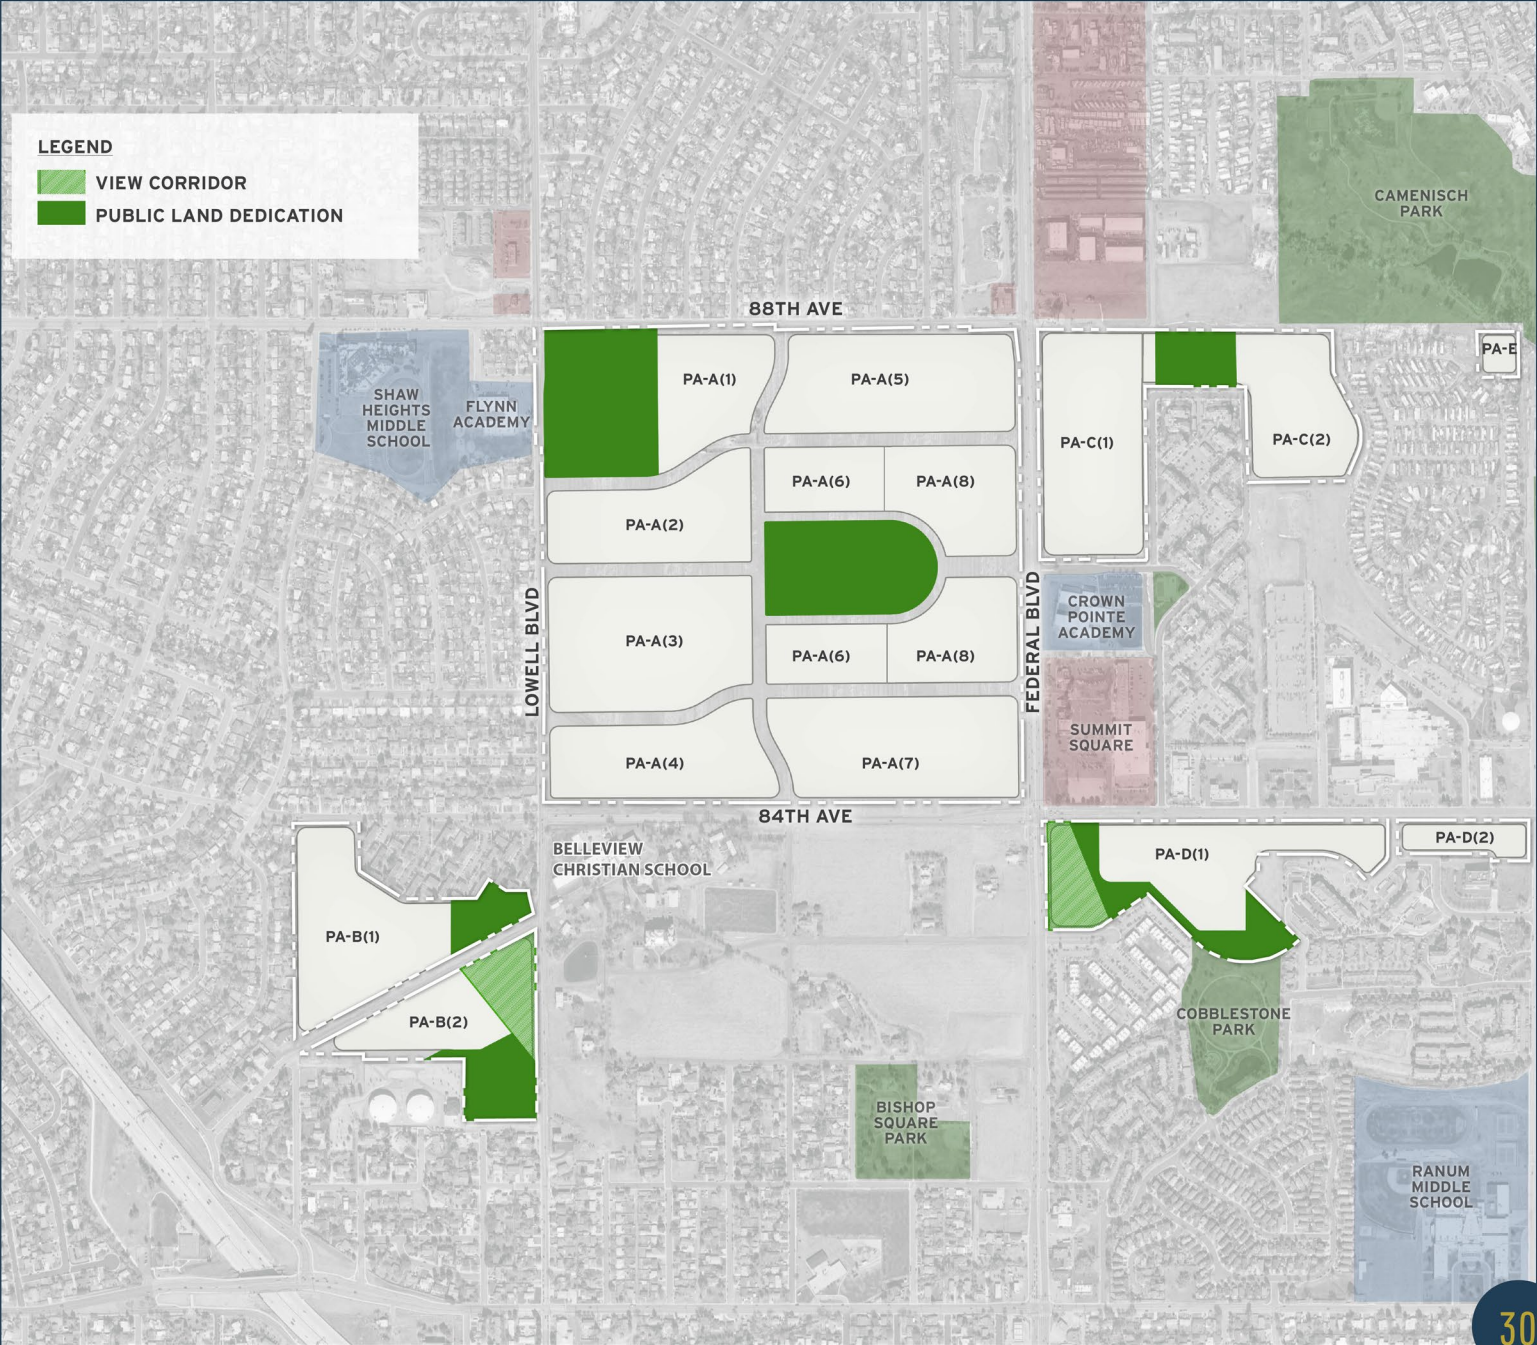 LEGEND
VIEW CORRIDOR
PUBLIC LAND DEDICATION
CAMENISCH
PARK
88TH AVE
PA-E
SHAW
HEIGHTS
MIDDLE
SCHOOL
FLYNN
ACADEMY
PA-A(1)
PA-A(5)
PA-C(1)
PA-C(2)
PA-A(6)
PA-A(8)
PA-A(2)
LOWELL BLVD
FEDERAL BLVD
CROWN
POINTE
ACADEMY
PA-A(3)
PA-A(6)
PA-A(8)
SUMMIT
SQUARE
PA-A(4)
PA-A(7)
84TH AVE
BELLEVIEW
CHRISTIAN SCHOOL
PA-D(1)
PA-D(2)
PA-B(1)
PA-B(2)
COBBLESTONE
PARK
BISHOP
SQUARE
PARK
RANUM
MIDDLE
SCHOOL
30